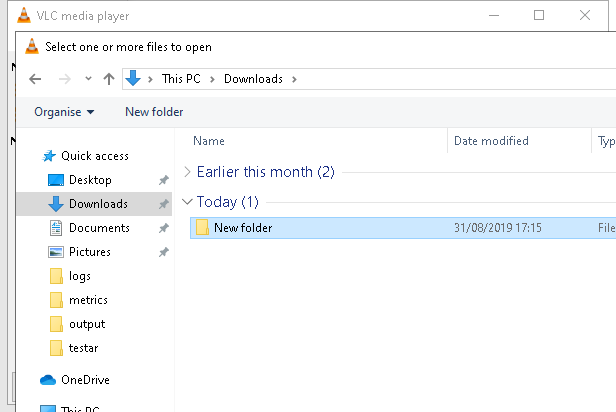 VLC media player
Select one or more files to open
This PC
Downloads
Organise
New folder
Name
Date modified
Typ
Quick access
Desktop
Downloads
Documents
Pictures
logs
metrics
output
testar
OneDrive
This PC
Earlier this month (2)
Today (1)
New folder
31/08/2019 17:15
File